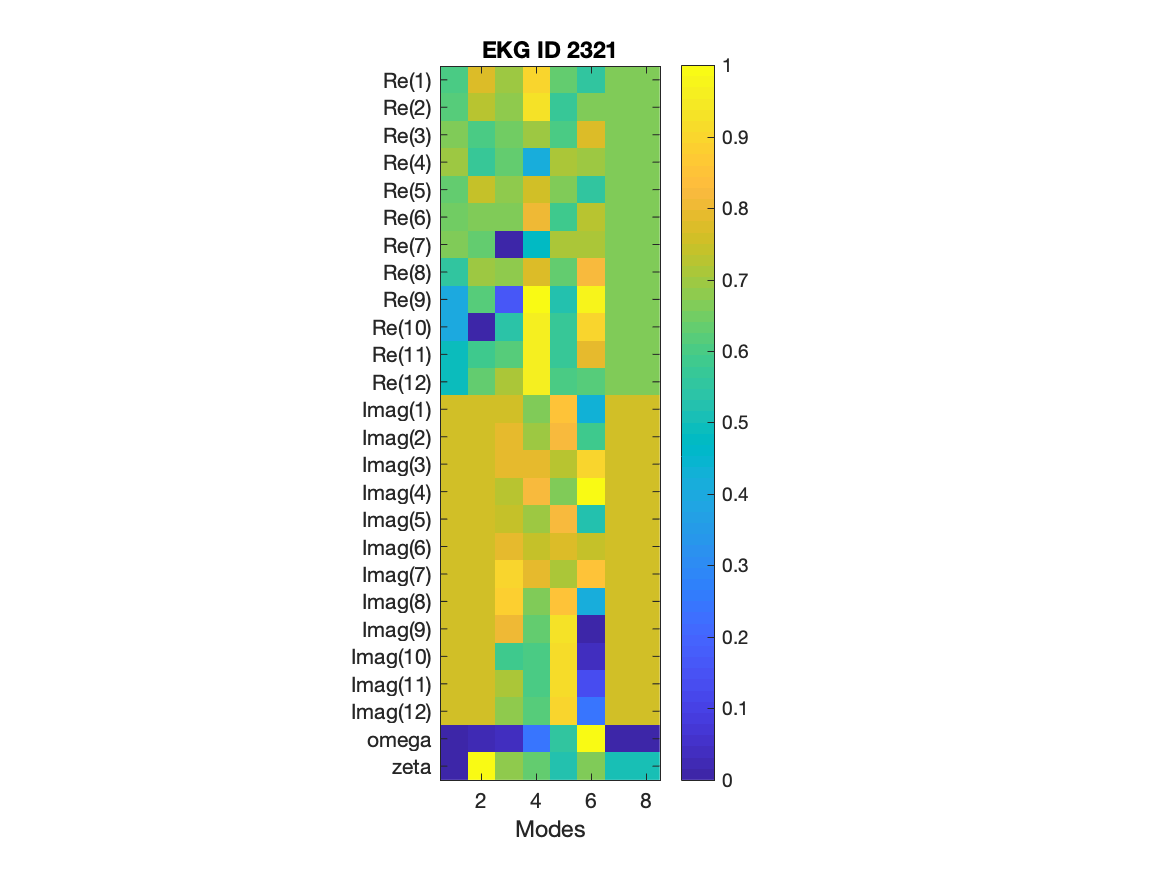 EKG ID 2321
Re(1)
Re(2)
Re(3)
Re(4)
Re(5)
Re(6)
Re(7)
Re(8)
Re(9)
Re(10)
Re(11)
Re(12)
Imag(1)
Imag(2)
Imag(3)
Imag(4)
Imag(5)
Imag(6)
Imag(7)
Imag(8)
Imag(9)
Imag(10)
Imag(11)
Imag(12)
omega
zeta
2 4 6 8
Modes
1
0.9
0.8
0.7
0.6
0.5
0.4
0.3
0.2
0.1
0